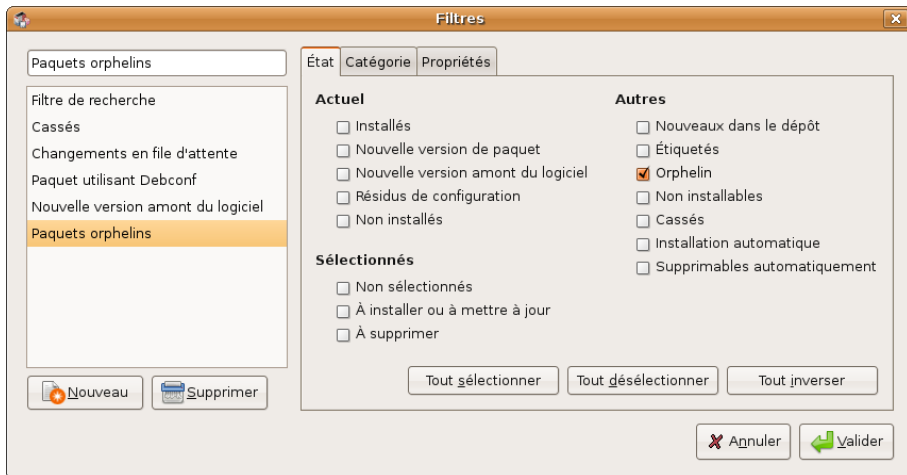 Filtres
Paquets orphelins
Filtre de recherche
Cassés
Changements en file d'attente
Paquet utilisant Debconf
Nouvelle version amont du logiciel
Paquets orphelins
Nouveau
Supprimer
État
Catégorie
Propriétés
Actuel
Installés
Nouvelle version de paquet
Nouvelle version amont du logiciel
Résidus de configuration
Non installés
Sélectionnés
Non sélectionnés
À installer ou à mettre à jour
À supprimer
Autres
Nouveaux dans le dépôt
Étiquetés
Orphelin
Non installables
Cassés
Installation automatique
Supprimables automatiquement
Tout sélectionner
Tout désélectionner
Tout inverser
Annuler
Valider